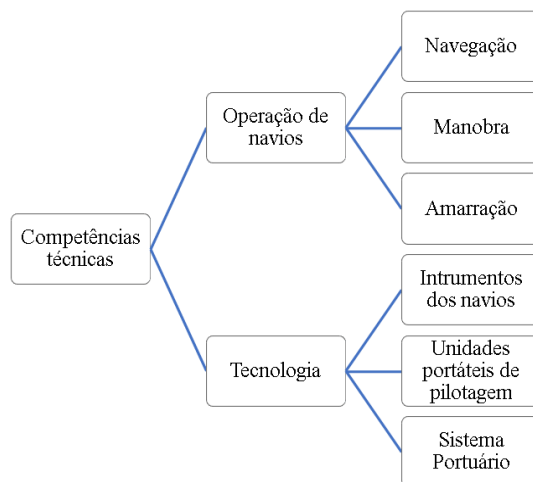 Navegação
Operação de
navios
Manobra
Amarração
Competências
técnicas
Intrumentos
dos navios
Tecnologia
Unidades
portáteis de
pilotagem
Sistema
Portuário